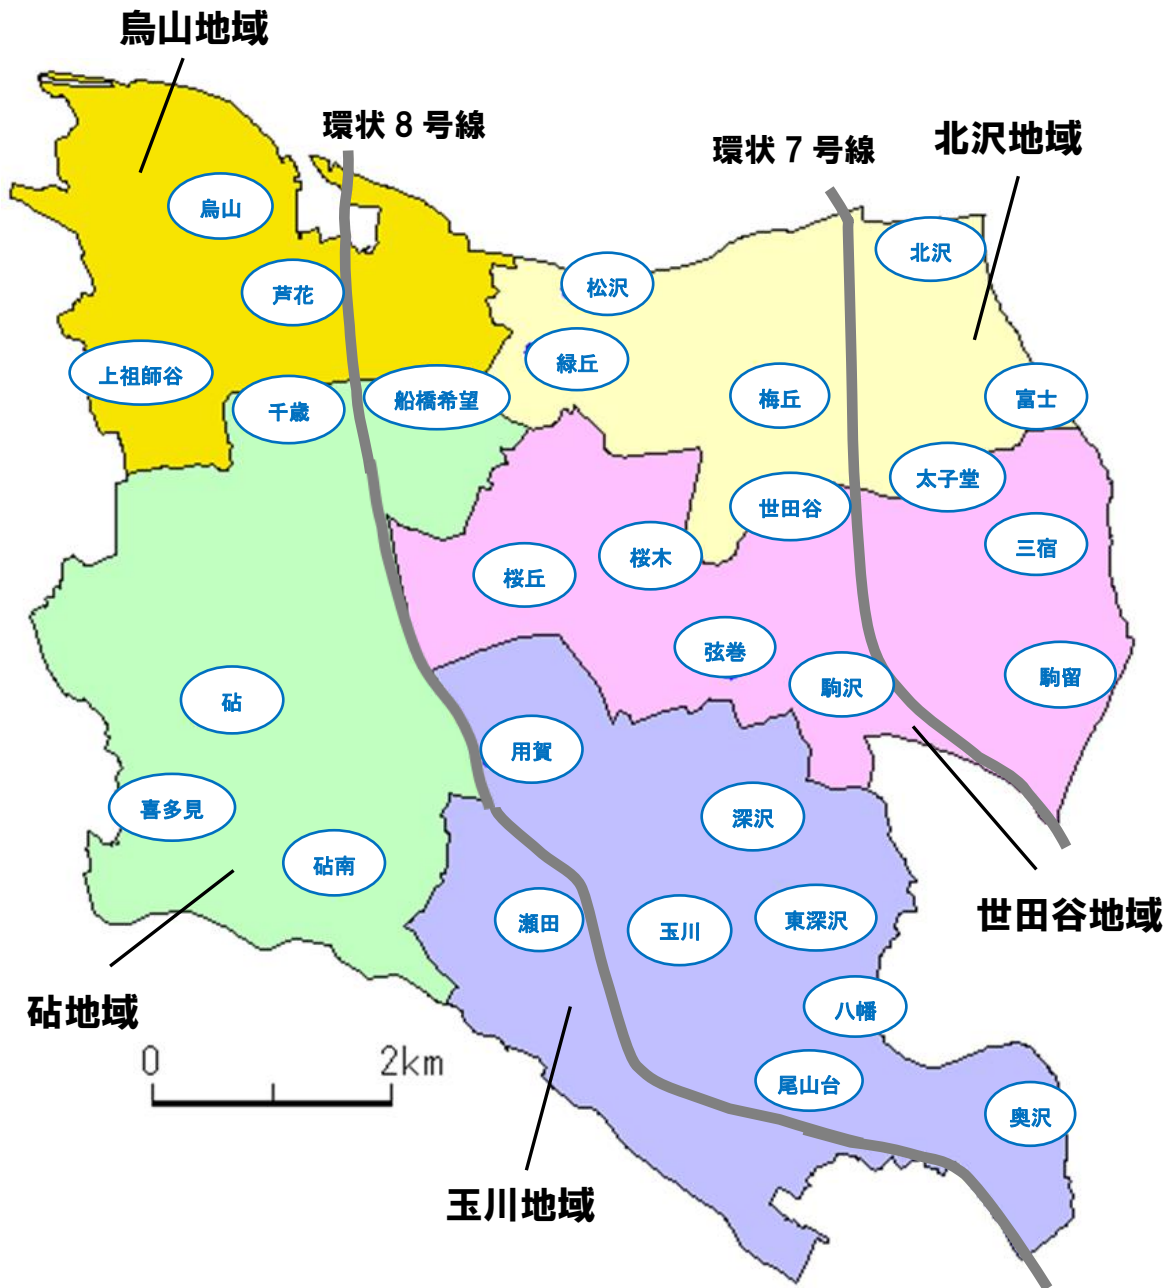 烏山地域
環状８号線
環状７号線
北沢地域
烏山
北沢
松沢
芦花
緑丘
上祖師谷
船橋希望
梅丘
富士
千歳
太子堂
世田谷
三宿
桜木
桜丘
弦巻
駒沢
駒留
砧
用賀
喜多見
深沢
砧南
瀬田
玉川
東深沢
世田谷地域
八幡
砧地域
0
2km
尾山台
奥沢
玉川地域